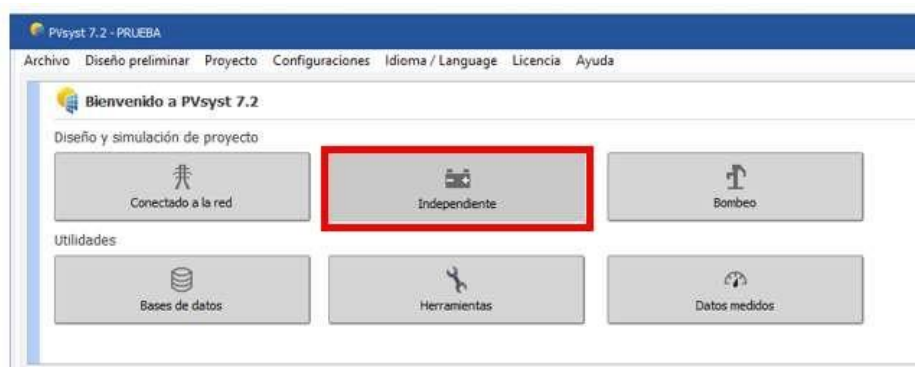 PVsyst 7.2 - PRUEBA
Archivo Diseño preliminar Proyecto Configuraciones Idioma / Language Licencia Ayuda
Bienvenido a PVsyst 7.2
Diseño y simulación de proyecto
Conectado a la red Independiente Bombeo
Utilidades
Bases de datos Herramientas Datos medidos